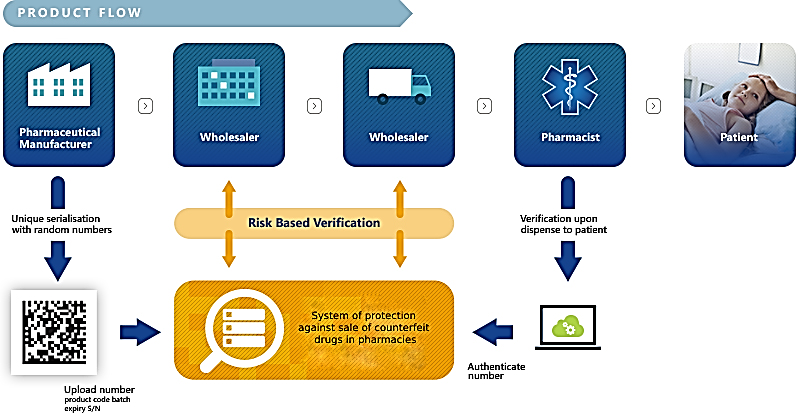 PRODUCT FLOW
Pharmaceutical
Manufacturer
Wholesaler
Wholesaler
Pharmacist
Patient
Unique serialisation
with random numbers
Risk Based Verification
Verification upon
dispense to patient
System of protection
against sale of counterfeit
drugs in pharmacies
Authenticate
number
Upload number
product code batch
expiry S/N